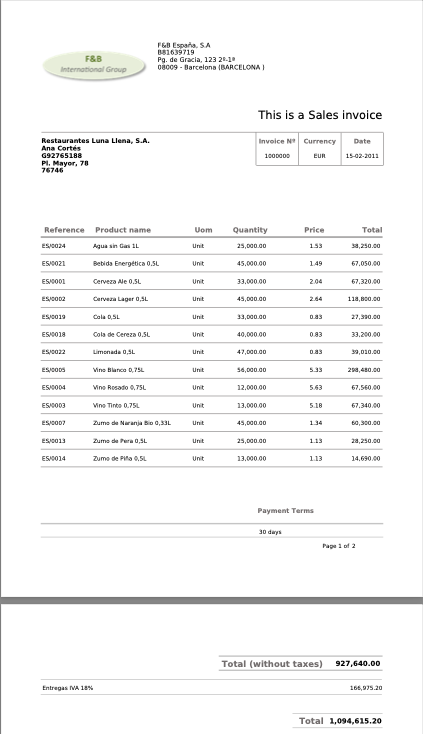 F&B
International Group
F&B España, S.A
B81639719
Pg. de Gracia, 123 2º-1ª
08009 - Barcelona (BARCELONA )
This is a Sales invoice
Restaurantes Luna Llena, S.A.
Ana Cortés
G92765188
Pl. Mayor, 78
76746
Invoice Nº Currency Date
1000000 EUR 15-02-2011
Reference Product name Uom Quantity Price Total
ES/0024 Agua sin Gas 1L Unit 25,000.00 1.53 38,250.00
ES/0021 Bebida Energética 0,5L Unit 45,000.00 1.49 67,050.00
ES/0001 Cerveza Ale 0,5L Unit 33,000.00 2.04 67,320.00
ES/0002 Cerveza Lager 0,5L Unit 45,000.00 2.64 118,800.00
ES/0019 Cola 0,5L Unit 33,000.00 0.83 27,390.00
ES/0018 Cola de Cereza 0,5L Unit 40,000.00 0.83 33,200.00
ES/0022 Limonada 0,5L Unit 47,000.00 0.83 39,010.00
ES/0005 Vino Blanco 0,75L Unit 56,000.00 5.33 298,480.00
ES/0004 Vino Rosado 0,75L Unit 12,000.00 5.63 67,560.00
ES/0003 Vino Tinto 0,75L Unit 13,000.00 5.18 67,340.00
ES/0007 Zumo de Naranja Bio 0,33L Unit 45,000.00 1.34 60,300.00
ES/0013 Zumo de Pera 0,5L Unit 25,000.00 1.13 28,250.00
ES/0014 Zumo de Piña 0,5L Unit 13,000.00 1.13 14,690.00
Payment Terms
30 days
Page 1 of 2
Total (without taxes) 927,640.00
Entregas IVA 18% 166,975.20
Total 1,094,615.20